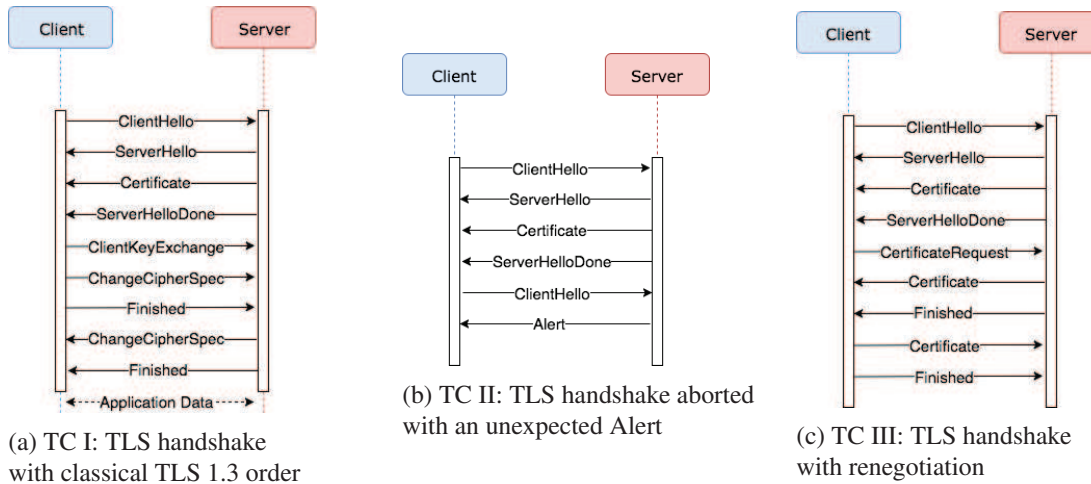 Client
Server
ClientHello
ServerHello
Certificate
ServerHelloDone
ClientKeyExchange
ChangeCipherSpec
Finished
ChangeCipherSpec
Finished
Application Data
(a) TC I: TLS handshake
with classical TLS 1.3 order
Client
Server
ClientHello
ServerHello
Certificate
ServerHelloDone
ClientHello
Alert
(b) TC II: TLS handshake aborted
with an unexpected Alert
Client
Server
ClientHello
ServerHello
Certificate
ServerHelloDone
CertificateRequest
Certificate
Finished
Certificate
Finished
(c) TC III: TLS handshake
with renegotiation